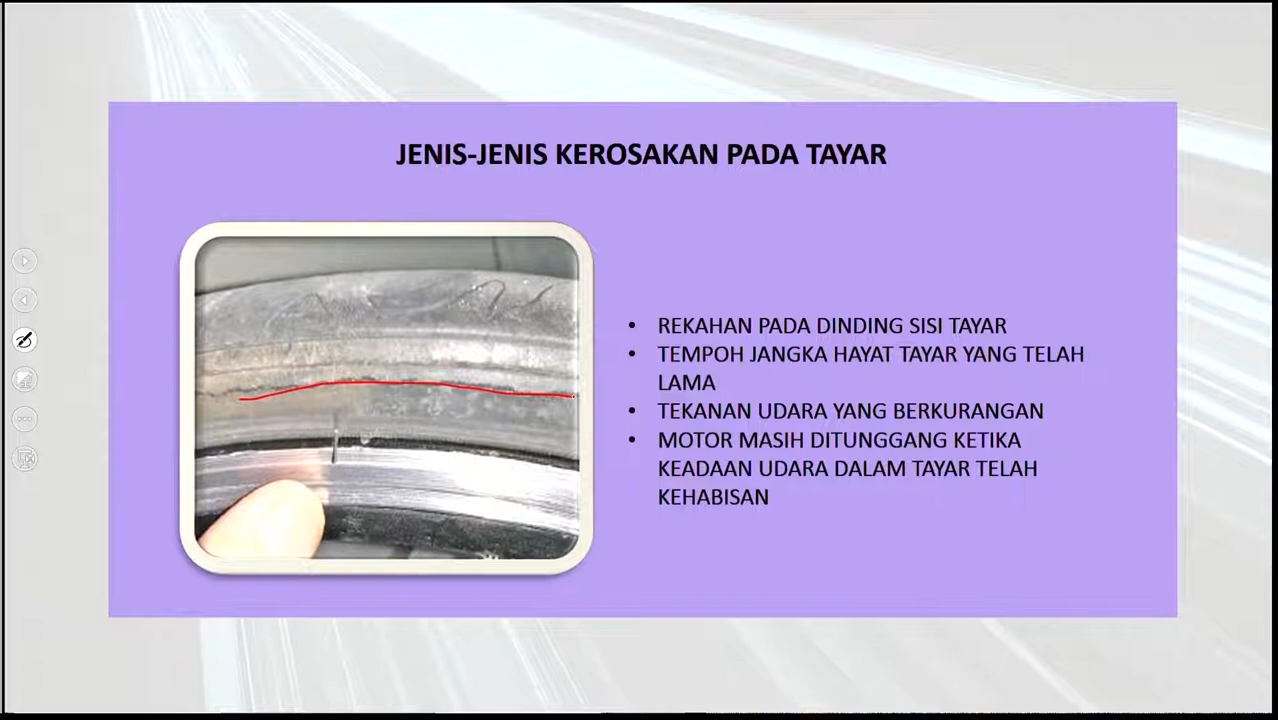 JENIS-JENIS KEROSAKAN PADA TAYAR
• REKAHAN PADA DINDING SISI TAYAR
• TEMPOH JANGKA HAYAT TAYAR YANG TELAH
LAMA
• TEKANAN UDARA YANG BERKURANGAN
• MOTOR MASIH DITUNGGANG KETIKA
KEADAAN UDARA DALAM TAYAR TELAH
KEHABISAN